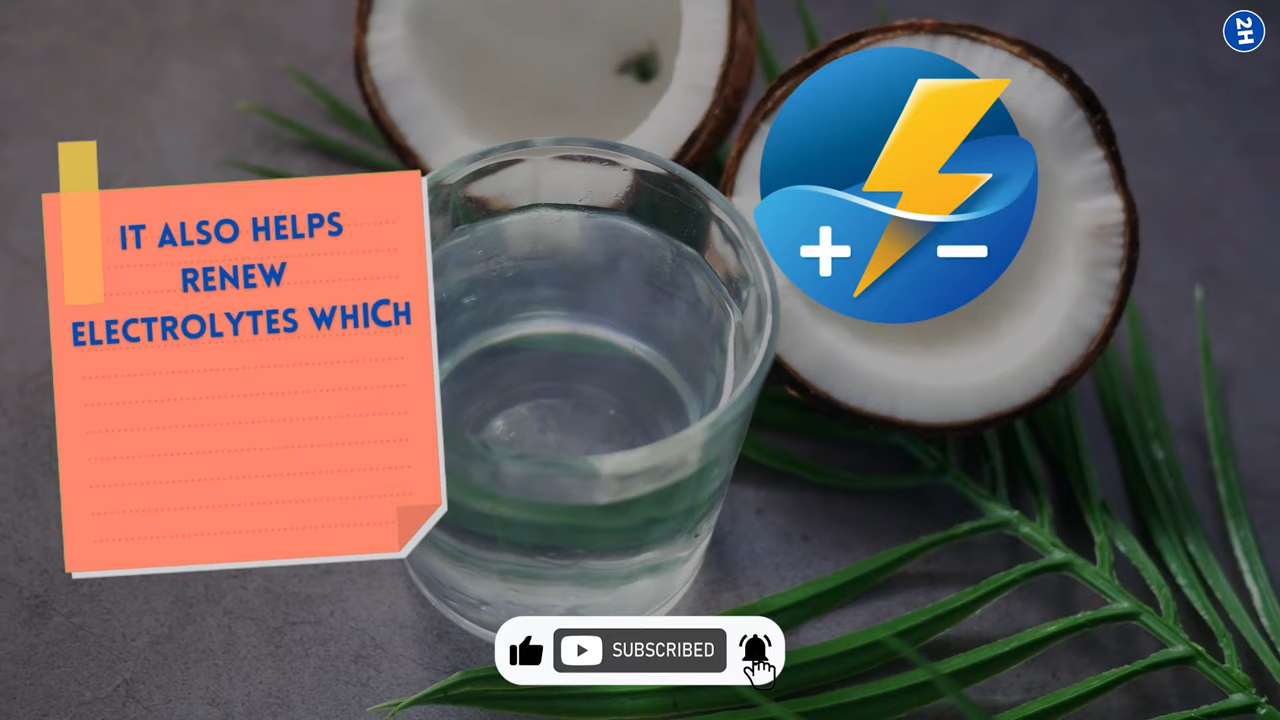 2H
IT ALSO HELPS
RENEW
ELECTROLYTES WHICH
SUBSCRIBED